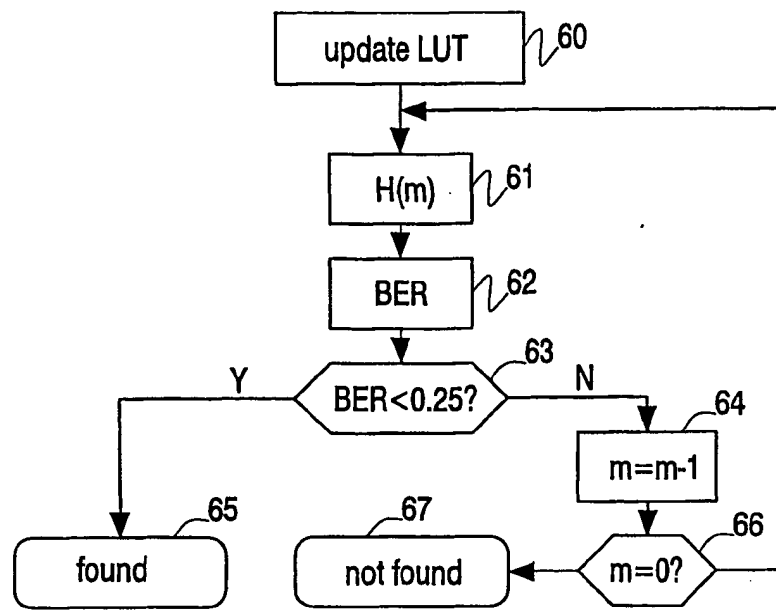 update LUT
60
H(m)
61
BER
62
63
Y
BER<0.25?
N
64
m=m-1
65
found
67
not found
66
m=0?